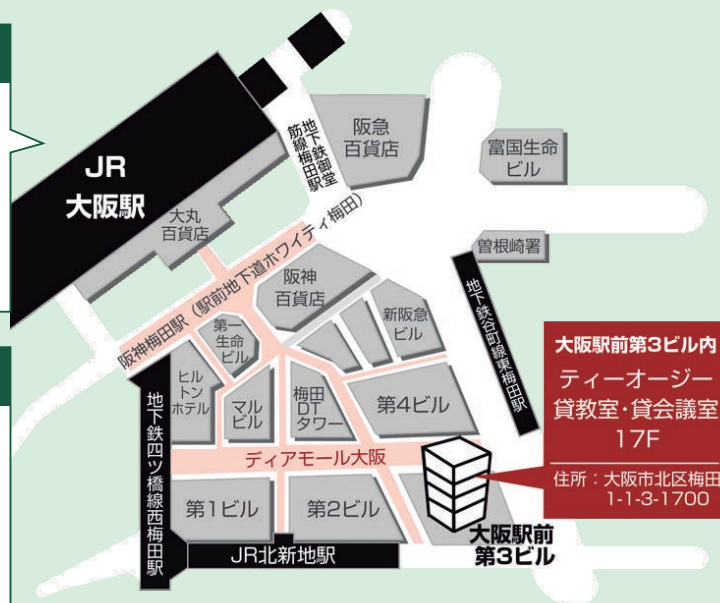 JR
大阪駅
大丸
百貨店
地下鉄御堂
筋線梅田駅
阪急
百貨店
富国生命
ビル
曽根崎署
阪神梅田駅（駅前地下道ホワイティ梅田）
阪神
百貨店
第一
生命
ビル
新阪急
ビル
地下鉄谷町線東梅田駅
ヒル
トン
ホテル
マル
ビル
梅田
DT
タワー
第4ビル
地下鉄四ツ橋線西梅田駅
ディアモール大阪
第1ビル
第2ビル
大阪駅前
第3ビル
JR北新地駅
大阪駅前第3ビル内
ティーオージー
貸教室・貸会議室
17F
住所：大阪市北区梅田
1-1-3-1700